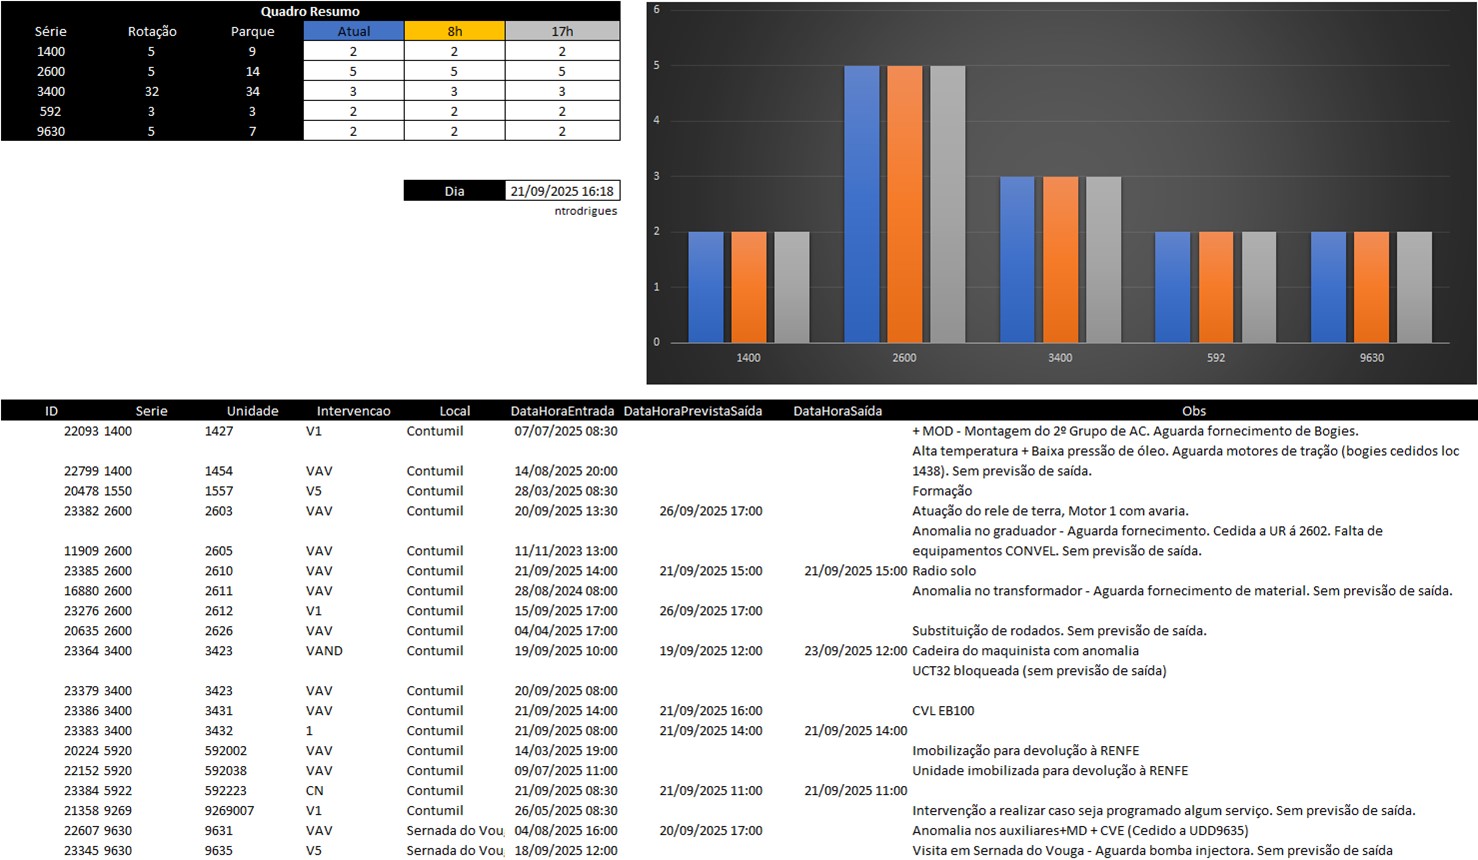 Quadro Resumo
Série Rotação Parque Atual 8h 17h
1400 5 9 2 2 2
2600 5 14 5 5 5
3400 32 34 3 3 3
592 3 3 2 2 2
9630 5 7 2 2 2
Dia 21/09/2025 16:18
ntrodrigues
6
5
4
3
2
1
0
1400 2600 3400 592 9630
ID Serie Unidade Intervencao Local DataHoraEntrada DataHoraPrevistaSaída DataHoraSaída Obs
22093 1400 1427 V1 Contumil 07/07/2025 08:30 + MOD - Montagem do 2º Grupo de AC. Aguarda fornecimento de Bogies.
Alta temperatura + Baixa pressão de óleo. Aguarda motores de tração (bogies cedidos loc
22799 1400 1454 VAV Contumil 14/08/2025 20:00 1438). Sem previsão de saída.
20478 1550 1557 V5 Contumil 28/03/2025 08:30 Formação
23382 2600 2603 VAV Contumil 20/09/2025 13:30 26/09/2025 17:00 Atuação do rele de terra, Motor 1 com avaria.
Anomalia no graduador - Aguarda fornecimento. Cedida a UR á 2602. Falta de
11909 2600 2605 VAV Contumil 11/11/2023 13:00 equipamentos CONVEL. Sem previsão de saída.
23385 2600 2610 VAV Contumil 21/09/2025 14:00 21/09/2025 15:00 21/09/2025 15:00 Radio solo
16880 2600 2611 VAV Contumil 28/08/2024 08:00 Anomalia no transformador - Aguarda fornecimento de material. Sem previsão de saída.
23276 2600 2612 V1 Contumil 15/09/2025 17:00 26/09/2025 17:00
20635 2600 2626 VAV Contumil 04/04/2025 17:00 Substituição de rodados. Sem previsão de saída.
23364 3400 3423 VAND Contumil 19/09/2025 10:00 19/09/2025 12:00 23/09/2025 12:00 Cadeira do maquinista com anomalia
UCT32 bloqueada (sem previsão de saída)
23379 3400 3423 VAV Contumil 20/09/2025 08:00
23386 3400 3431 VAV Contumil 21/09/2025 14:00 21/09/2025 16:00 CVL EB100
23383 3400 3432 1 Contumil 21/09/2025 08:00 21/09/2025 14:00 21/09/2025 14:00
20224 5920 592002 VAV Contumil 14/03/2025 19:00 Imobilização para devolução à RENFE
22152 5920 592038 VAV Contumil 09/07/2025 11:00 Unidade imobilizada para devolução à RENFE
23384 5922 592223 CN Contumil 21/09/2025 08:30 21/09/2025 11:00 21/09/2025 11:00
21358 9269 9269007 V1 Contumil 26/05/2025 08:30 Intervenção a realizar caso seja programado algum serviço. Sem previsão de saída.
22607 9630 9631 VAV Sernada do Voug 04/08/2025 16:00 20/09/2025 17:00 Anomalia nos auxiliares+MD + CVE (Cedido a UDD9635)
23345 9630 9635 V5 Sernada do Voug 18/09/2025 12:00 Visita em Sernada do Vouga - Aguarda bomba injectora. Sem previsão de saída